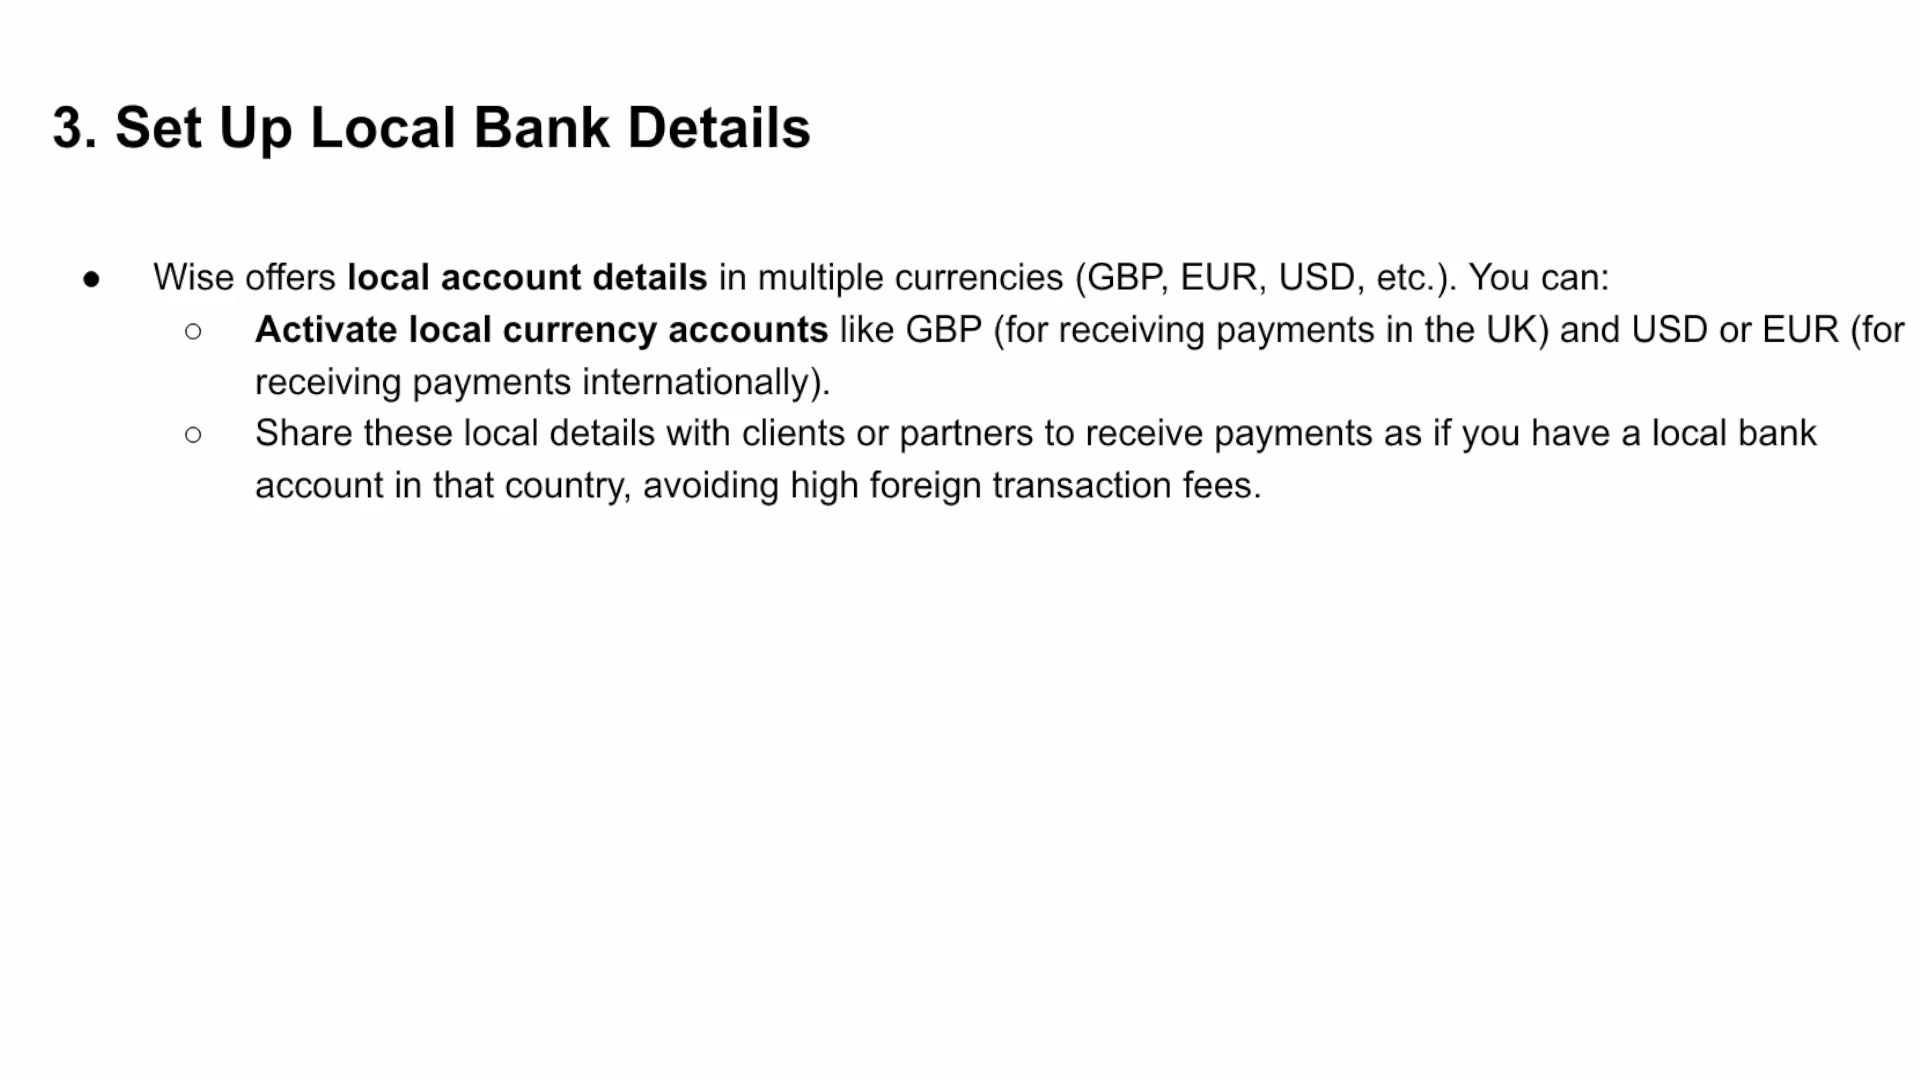 3. Set Up Local Bank Details
● Wise offers local account details in multiple currencies (GBP, EUR, USD, etc.). You can:
○ Activate local currency accounts like GBP (for receiving payments in the UK) and USD or EUR (for
receiving payments internationally).
○ Share these local details with clients or partners to receive payments as if you have a local bank
account in that country, avoiding high foreign transaction fees.